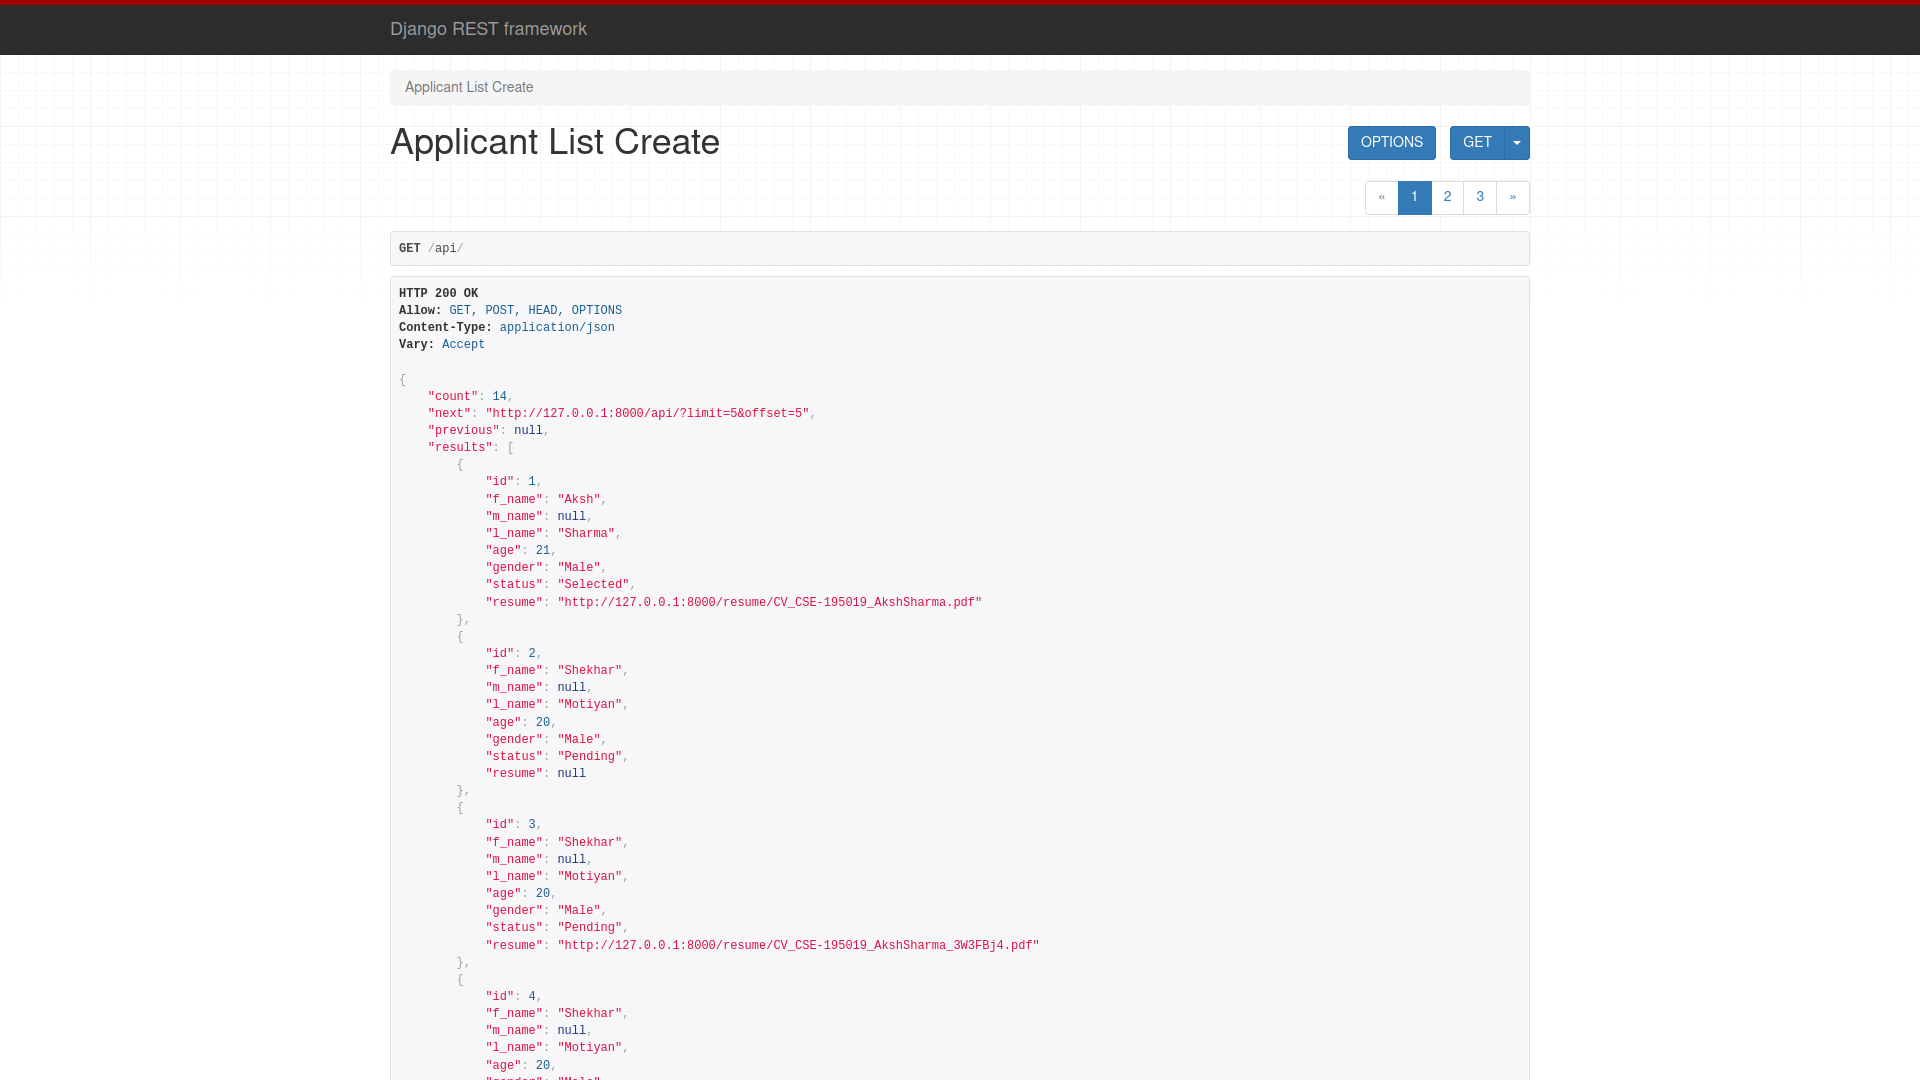 Django REST framework
Applicant List Create
Applicant List Create
OPTIONS GET
« 1 2 3 »
GET /api/
HTTP 200 OK
Allow: GET, POST, HEAD, OPTIONS
Content-Type: application/json
Vary: Accept
{
    "count": 14,
    "next": "http://127.0.0.1:8000/api/?limit=5&offset=5",
    "previous": null,
    "results": [
        {
            "id": 1,
            "f_name": "Aksh",
            "m_name": null,
            "l_name": "Sharma",
            "age": 21,
            "gender": "Male",
            "status": "Selected",
            "resume": "http://127.0.0.1:8000/resume/CV_CSE-195019_AkshSharma.pdf"
        },
        {
            "id": 2,
            "f_name": "Shekhar",
            "m_name": null,
            "l_name": "Motiyan",
            "age": 20,
            "gender": "Male",
            "status": "Pending",
            "resume": null
        },
        {
            "id": 3,
            "f_name": "Shekhar",
            "m_name": null,
            "l_name": "Motiyan",
            "age": 20,
            "gender": "Male",
            "status": "Pending",
            "resume": "http://127.0.0.1:8000/resume/CV_CSE-195019_AkshSharma_3W3FBj4.pdf"
        },
        {
            "id": 4,
            "f_name": "Shekhar",
            "m_name": null,
            "l_name": "Motiyan",
            "age": 20,
            "gender": "Male"